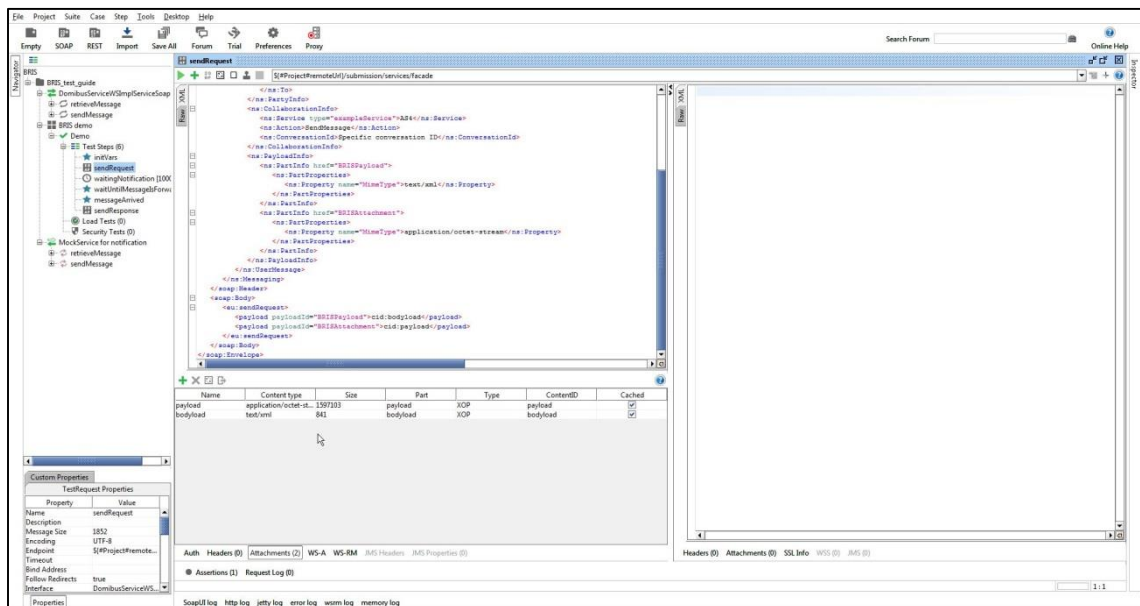 File Project Suite Case Step Tools Desktop Help
Empty SOAP REST Import Save All Forum Trial Preferences Proxy
Search Forum
Online Help
Navigator
BRIS
BRIS_test_guide
DomibusServiceWSImplServiceSoap
retrieveMessage
sendMessage
BRIS demo
Demo
Test Steps (6)
initVars
sendRequest
waitingNotification [100(
waitUntilMessageIsForwa
messageArrived
sendResponse
Load Tests (0)
Security Tests (0)
MockService for notification
retrieveMessage
sendMessage
Custom Properties
TestRequest Properties
Property Value
Name sendRequest
Description
Message Size 1852
Encoding UTF-8
Endpoint ${#Project#remote...
Timeout
Bind Address
Follow Redirects true
Interface DomibusServiceWS...
Properties
sendRequest
${#Project#remoteUrl}/submission/services/facade
XML
Raw
</ns:To>
</ns:PartyInfo>
<ns:CollaborationInfo>
<ns:Service type="exampleService">AS4</ns:Service>
<ns:Action>SendMessage</ns:Action>
<ns:ConversationId>Specific conversation ID</ns:ConversationId>
</ns:CollaborationInfo>
<ns:PayloadInfo>
<ns:PartInfo href="BRISPayload">
<ns:PartProperties>
<ns:Property name="MimeType">text/xml</ns:Property>
</ns:PartProperties>
</ns:PartInfo>
<ns:PartInfo href="BRISAttachment">
<ns:PartProperties>
<ns:Property name="MimeType">application/octet-stream</ns:Property>
</ns:PartProperties>
</ns:PartInfo>
</ns:PayloadInfo>
</ns:UserMessage>
</ns:Messaging>
</soap:Header>
<soap:Body>
<eu:sendRequest>
<payload payloadId="BRISPayload">cid:bodyload</payload>
<payload payloadId="BRISAttachment">cid:payload</payload>
</eu:sendRequest>
</soap:Body>
</soap:Envelope>
Name Content type Size Part Type ContentID Cached
payload application/octet-st... 1597103 payload XOP payload
bodyload text/xml 841 bodyload XOP bodyload
Auth Headers (0) Attachments (2) WS-A WS-RM JMS Headers JMS Properties (0)
Assertions (1) Request Log (0)
XML
Raw
Headers (0) Attachments (0) SSL Info WSS (0) JMS (0)
1:1
Inspector
SoapUI log http log jetty log error log wsrm log memory log